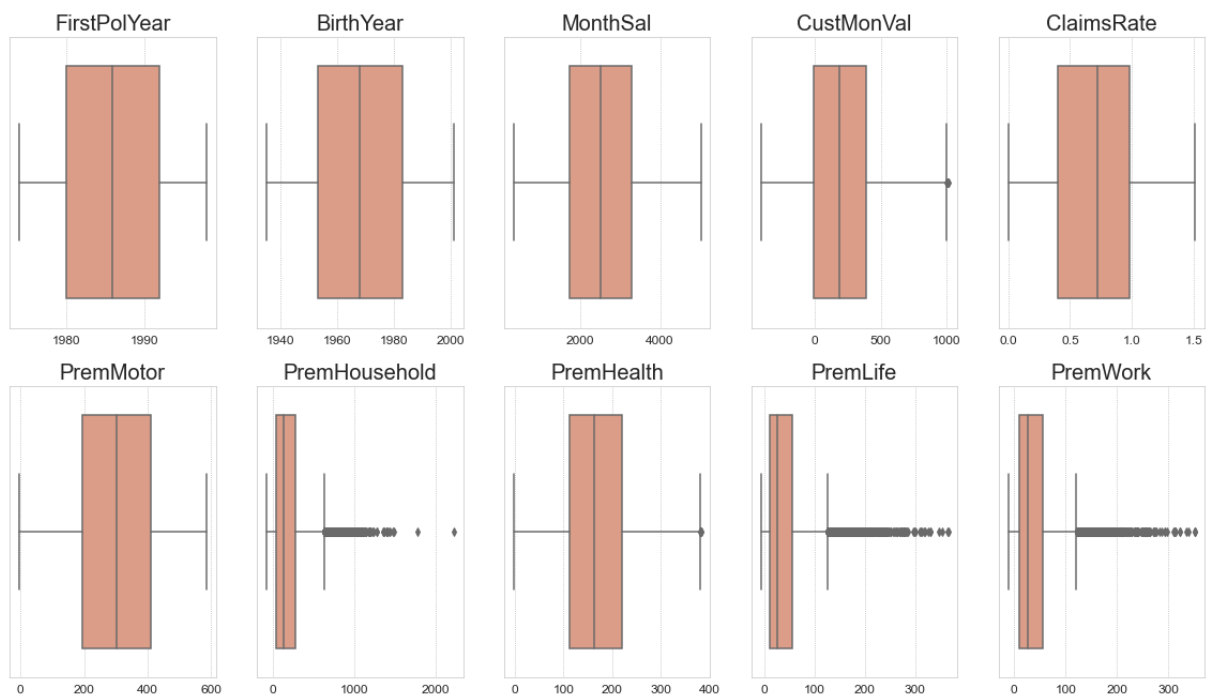 FirstPolYear BirthYear MonthSal CustMonVal ClaimsRate
1980 1990 1940 1960 1980 2000 2000 4000 0 500 1000 0.0 0.5 1.0 1.5
PremMotor PremHousehold PremHealth PremLife PremWork
0 200 400 600 0 1000 2000 0 100 200 300 400 0 100 200 300 0 100 200 300